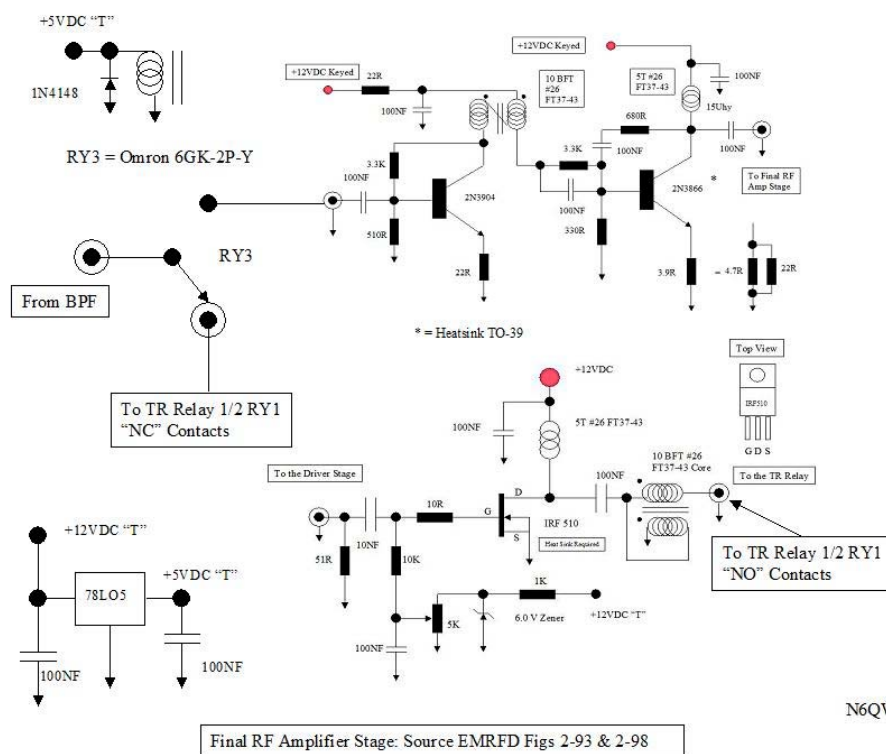 +5VDC "T"
1N4148
RY3 = Omron 6GK-2P-Y
RY3
From BPF
To TR Relay 1/2 RY1
"NC" Contacts
+12VDC Keyed
22R
100NF
10 BFT
#26
FT37-43
3.3K
100NF
510R
2N3904
22R
+12VDC Keyed
5T #26
FT37-43
100NF
15Uhy
680R
100NF
3.3K
100NF
100NF
330R
2N3866
*
To Final RF
Amp Stage
3.9R
= 4.7R
22R
* = Heatsink TO-39
+12VDC
100NF
5T #26 FT37-43
Top View
IRF510
G D S
To the Driver Stage
10R
10NF
51R
10K
G
D
S
IRF 510
Heat Sink Required
100NF
10 BFT #26
FT37-43 Core
To the TR Relay
To TR Relay 1/2 RY1
"NO" Contacts
1K
+12VDC "T"
6.0 V Zener
5K
100NF
+12VDC "T"
78LO5
+5VDC "T"
100NF
100NF
Final RF Amplifier Stage: Source EMRFD Figs 2-93 & 2-98